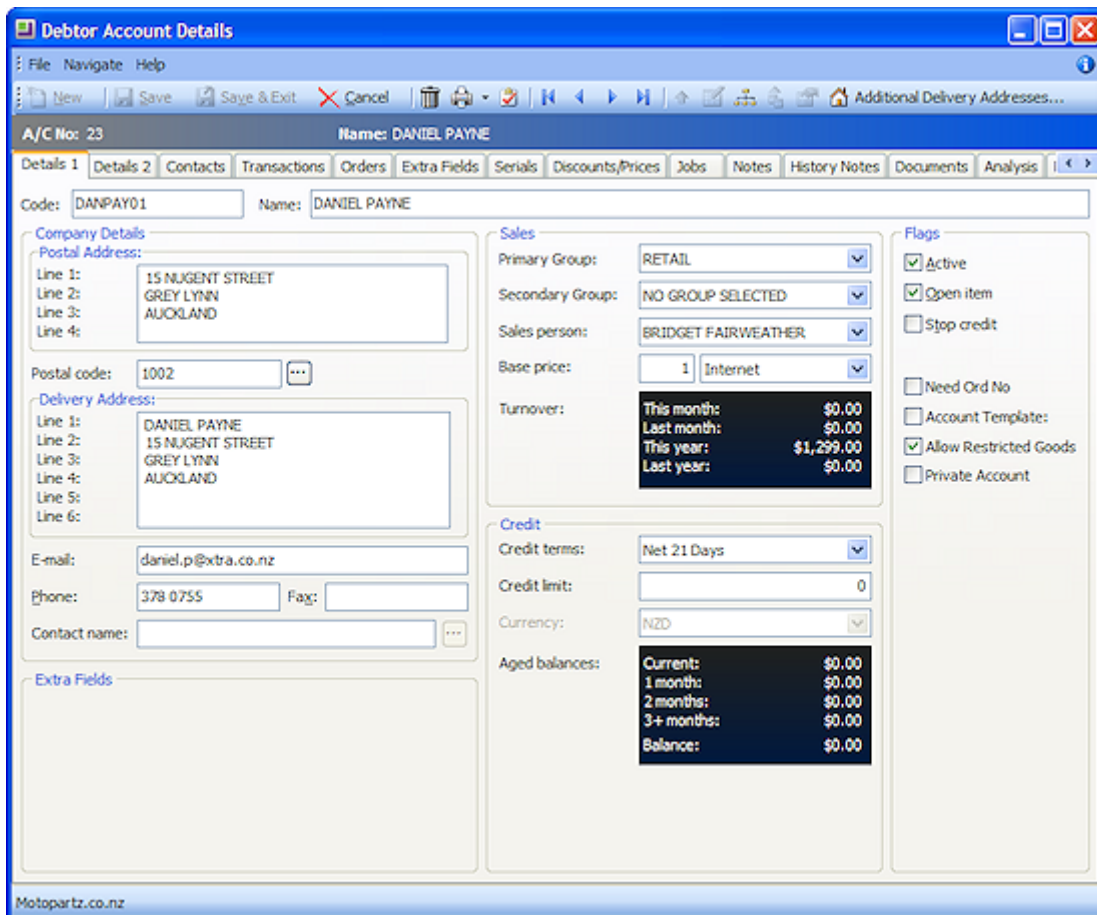 Debtor Account Details
File Navigate Help
New Save Save & Exit Cancel Additional Delivery Addresses...
A/C No: 23 Name: DANIEL PAYNE
Details 1 Details 2 Contacts Transactions Orders Extra Fields Serials Discounts/Prices Jobs Notes History Notes Documents Analysis
Code: DANPAY01 Name: DANIEL PAYNE
Company Details
Postal Address:
Line 1: 15 NUGENT STREET
Line 2: GREY LYNN
Line 3: AUCKLAND
Line 4:
Postal code: 1002 ...
Delivery Address:
Line 1: DANIEL PAYNE
Line 2: 15 NUGENT STREET
Line 3: GREY LYNN
Line 4: AUCKLAND
Line 5:
Line 6:
E-mail: daniel.p@xtra.co.nz
Phone: 378 0755 Fax:
Contact name: ...
Extra Fields
Sales
Primary Group: RETAIL
Secondary Group: NO GROUP SELECTED
Sales person: BRIDGET FAIRWEATHER
Base price: 1 Internet
Turnover: This month: $0.00
Last month: $0.00
This year: $1,299.00
Last year: $0.00
Credit
Credit terms: Net 21 Days
Credit limit: 0
Currency: NZD
Aged balances: Current: $0.00
1 month: $0.00
2 months: $0.00
3+ months: $0.00
Balance: $0.00
Flags
Active
Open item
Stop credit
Need Ord No
Account Template:
Allow Restricted Goods
Private Account
Motopartz.co.nz